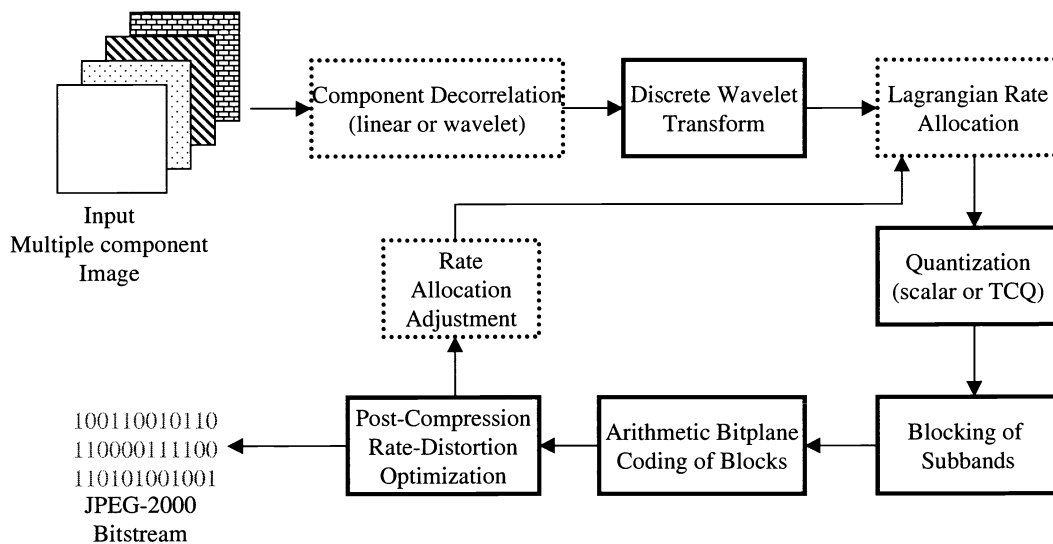 Component Decorrelation
(linear or wavelet)
Discrete Wavelet
Transform
Lagrangian Rate
Allocation
Input
Multiple component
Image
Rate
Allocation
Adjustment
Quantization
(scalar or TCQ)
100110010110
110000111100
110101001001
JPEG-2000
Bitstream
Post-Compression
Rate-Distortion
Optimization
Arithmetic Bitplane
Coding of Blocks
Blocking of
Subbands